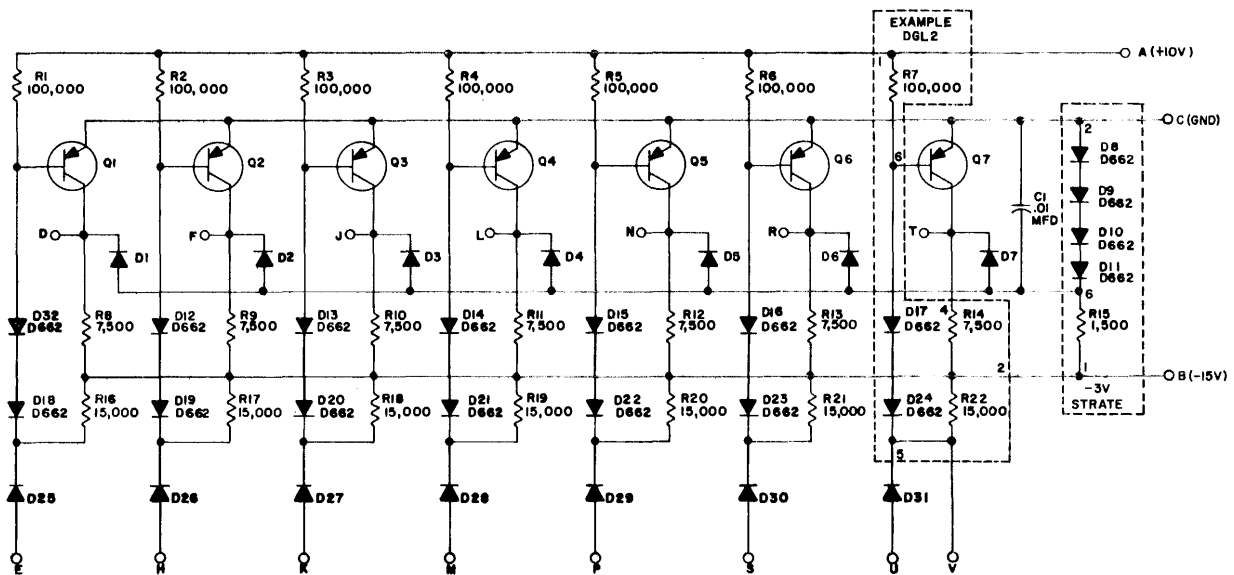 EXAMPLE
DGL2
A (+10V)
1
R1
100,000
R2
100,000
R3
100,000
R4
100,000
R5
100,000
R6
100,000
R7
100,000
C (GND)
2
Q1
Q2
Q3
Q4
Q5
Q6
6
Q7
D8
D662
D9
D662
D10
D662
D11
D662
C1
.01
MFD
D
F
J
L
N
R
T
D1
D2
D3
D4
D5
D6
D7
6
D32
D662
R8
7,500
D12
D662
R9
7,500
D13
D662
R10
7,500
D14
D662
R11
7,500
D15
D662
R12
7,500
D16
D662
R13
7,500
D17
D662
4
R14
7,500
R15
1,500
2
1
B (-15V)
-3V
STRATE
D18
D662
R16
15,000
D19
D662
R17
15,000
D20
D662
R18
15,000
D21
D662
R19
15,000
D22
D662
R20
15,000
D23
D662
R21
15,000
D24
D662
R22
15,000
5
D25
D26
D27
D28
D29
D30
D31
E
H
K
M
P
S
U
V